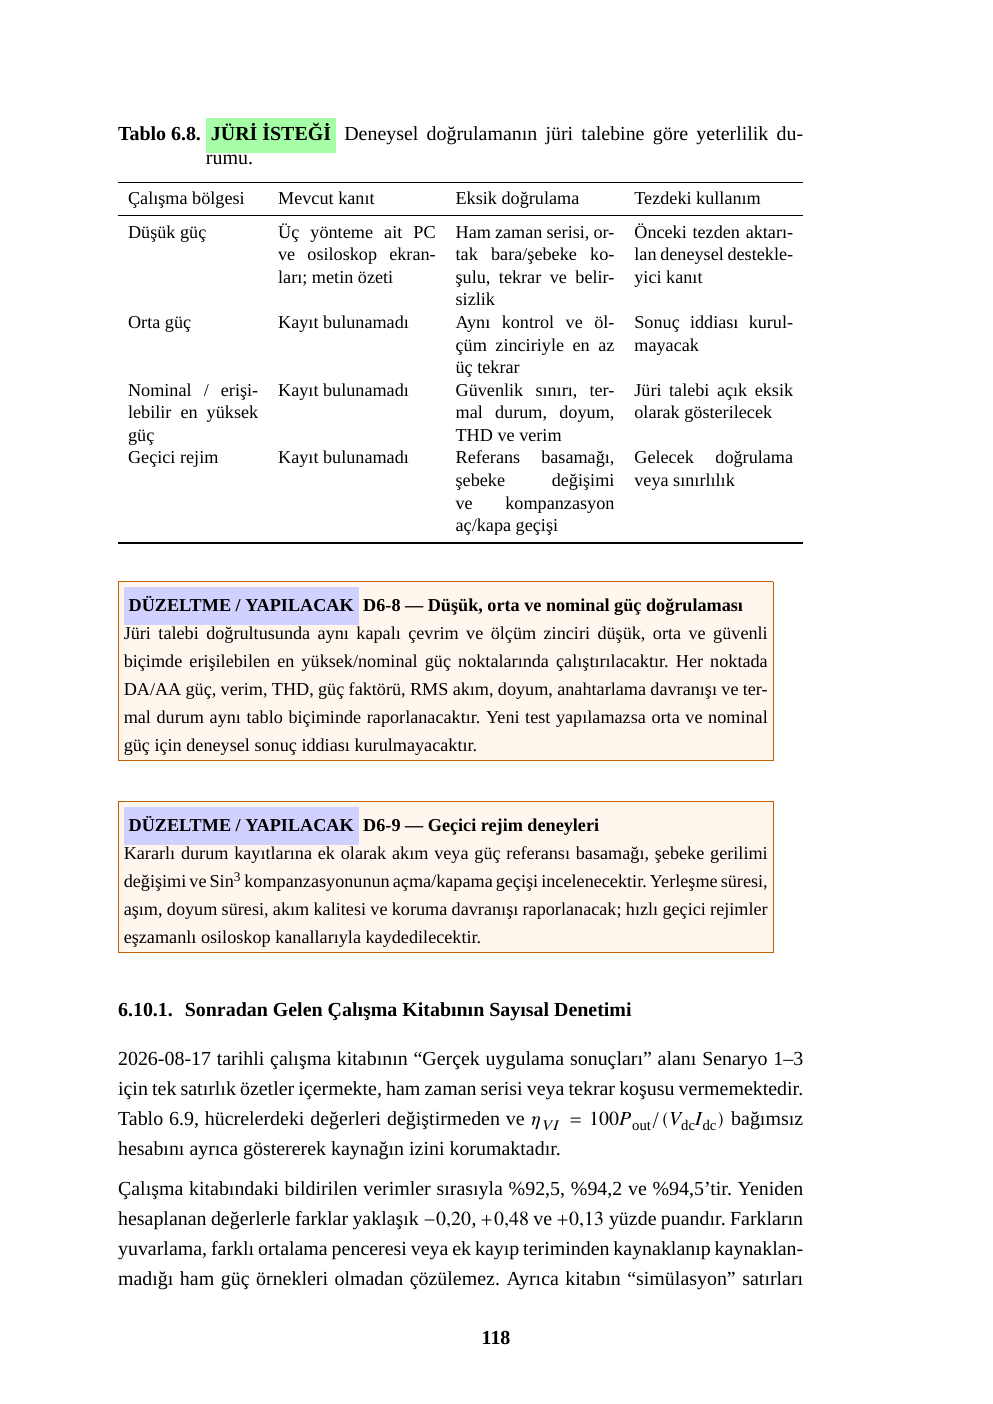 Tablo 6.8. JÜRİ İSTEĞİ Deneysel doğrulamanın jüri talebine göre yeterlilik du-
rumu.
Çalışma bölgesi Mevcut kanıt Eksik doğrulama Tezdeki kullanım
Düşük güç Üç yönteme ait PC Ham zaman serisi, or- Önceki tezden aktarı-
ve osiloskop ekran- tak bara/şebeke ko- lan deneysel destekle-
ları; metin özeti şulu, tekrar ve belir- yici kanıt
sizlik
Orta güç Kayıt bulunamadı Aynı kontrol ve öl- Sonuç iddiası kurul-
çüm zinciriyle en az mayacak
üç tekrar
Nominal / erişi- Kayıt bulunamadı Güvenlik sınırı, ter- Jüri talebi açık eksik
lebilir en yüksek mal durum, doyum, olarak gösterilecek
güç THD ve verim
Geçici rejim Kayıt bulunamadı Referans basamağı, Gelecek doğrulama
şebeke değişimi veya sınırlılık
ve kompanzasyon
aç/kapa geçişi
DÜZELTME / YAPILACAK D6-8 — Düşük, orta ve nominal güç doğrulaması
Jüri talebi doğrultusunda aynı kapalı çevrim ve ölçüm zinciri düşük, orta ve güvenli
biçimde erişilebilen en yüksek/nominal güç noktalarında çalıştırılacaktır. Her noktada
DA/AA güç, verim, THD, güç faktörü, RMS akım, doyum, anahtarlama davranışı ve ter-
mal durum aynı tablo biçiminde raporlanacaktır. Yeni test yapılamazsa orta ve nominal
güç için deneysel sonuç iddiası kurulmayacaktır.
DÜZELTME / YAPILACAK D6-9 — Geçici rejim deneyleri
Kararlı durum kayıtlarına ek olarak akım veya güç referansı basamağı, şebeke gerilimi
değişimi ve Sin³ kompanzasyonunun açma/kapama geçişi incelenecektir. Yerleşme süresi,
aşım, doyum süresi, akım kalitesi ve koruma davranışı raporlanacak; hızlı geçici rejimler
eşzamanlı osiloskop kanallarıyla kaydedilecektir.
6.10.1. Sonradan Gelen Çalışma Kitabının Sayısal Denetimi
2026-08-17 tarihli çalışma kitabının “Gerçek uygulama sonuçları” alanı Senaryo 1–3
için tek satırlık özetler içermekte, ham zaman serisi veya tekrar koşusu vermemektedir.
Tablo 6.9, hücrelerdeki değerleri değiştirmeden ve η_VI = 100P_out/(V_dc I_dc) bağımsız
hesabını ayrıca göstererek kaynağın izini korumaktadır.
Çalışma kitabındaki bildirilen verimler sırasıyla %92,5, %94,2 ve %94,5’tir. Yeniden
hesaplanan değerlerle farklar yaklaşık −0,20, +0,48 ve +0,13 yüzde puandır. Farkların
yuvarlama, farklı ortalama penceresi veya ek kayıp teriminden kaynaklanıp kaynaklan-
madığı ham güç örnekleri olmadan çözülemez. Ayrıca kitabın “simülasyon” satırları
118